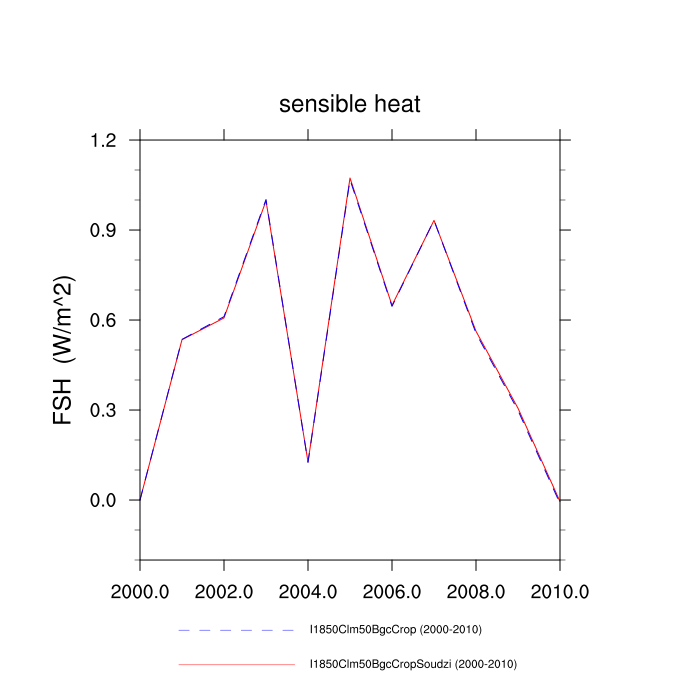 sensible heat
FSH (W/m^2)
1.2
0.9
0.6
0.3
0.0
2000.0 2002.0 2004.0 2006.0 2008.0 2010.0
I1850Clm50BgcCrop (2000-2010)
I1850Clm50BgcCropSoudzi (2000-2010)